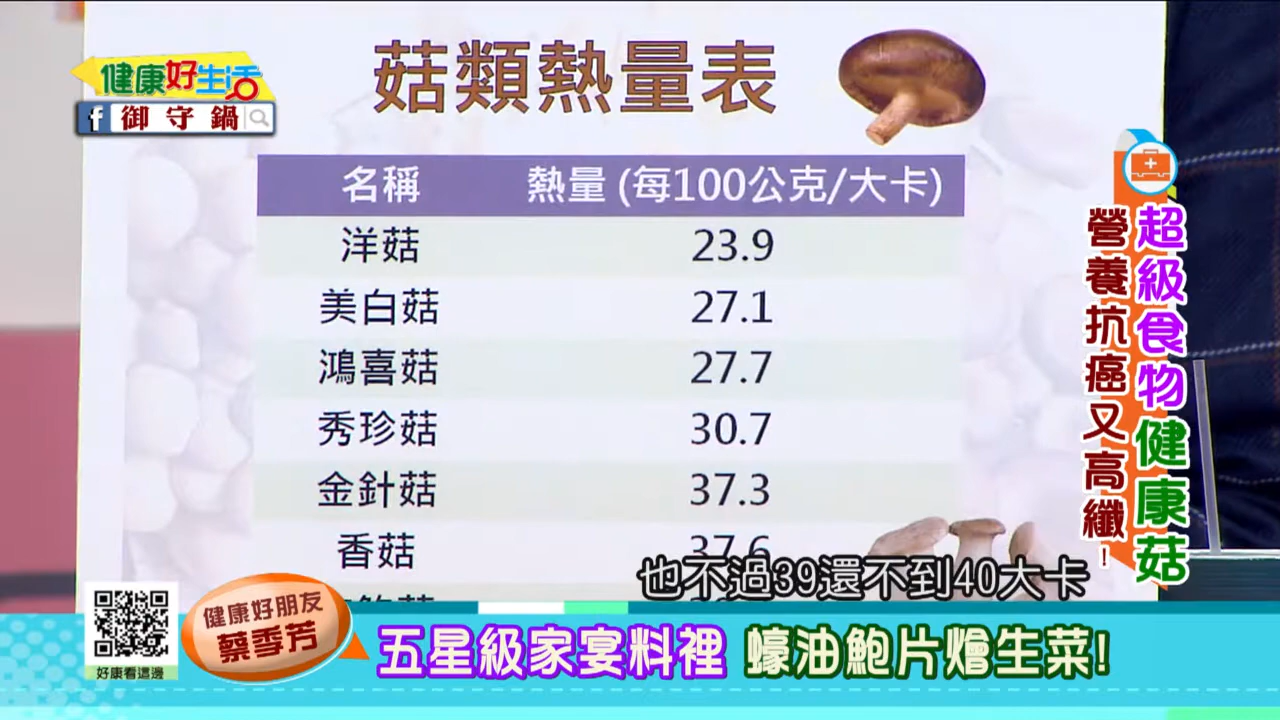 健康好生活
f 御守鍋
菇類熱量表
名稱 熱量 (每100公克/大卡)
洋菇 23.9
美白菇 27.1
鴻喜菇 27.7
秀珍菇 30.7
金針菇 37.3
香菇 37.6
超級食物健康菇
營養抗癌又高纖!
也不過39還不到40大卡
好康看這邊
健康好朋友
蔡季芳
五星級家宴料裡 蠔油鮑片燴生菜!